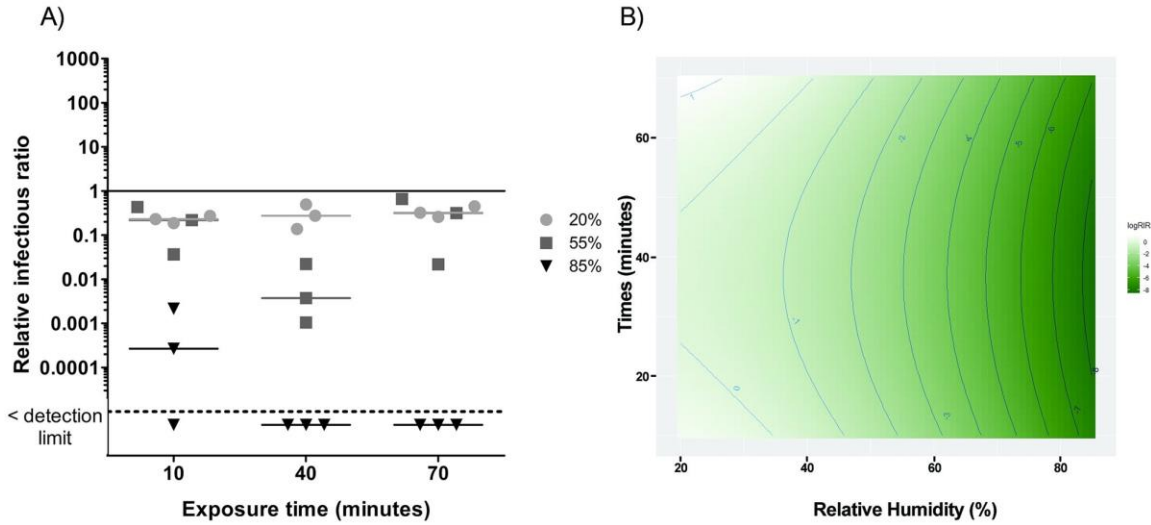 A)
1000
100
10
1
0.1
0.01
0.001
0.0001
< detection
limit
Relative infectious ratio
10 40 70
Exposure time (minutes)
20%
55%
85%
B)
60
40
20
Times (minutes)
20 40 60 80
Relative Humidity (%)
logRIR
0
-2
-4
-6
-8